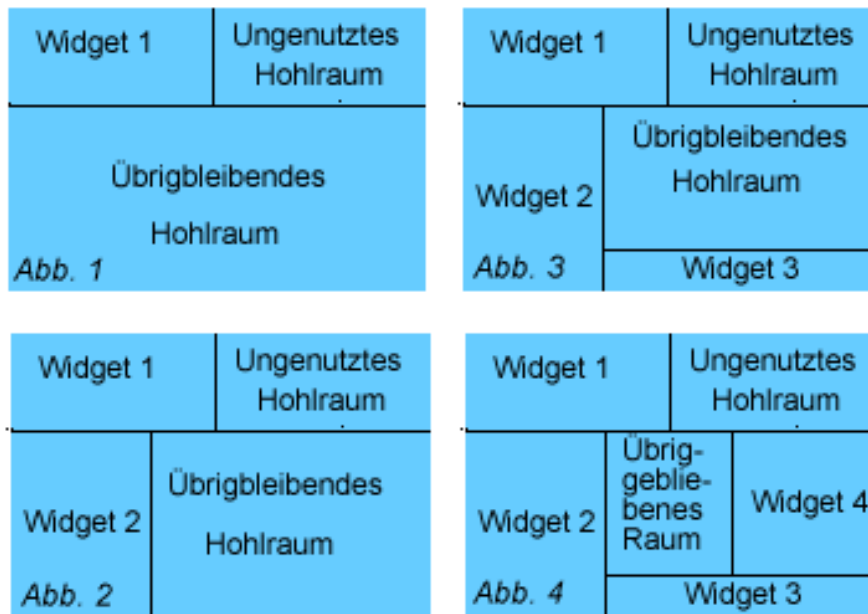 Widget 1
Ungenutztes
Hohlraum
Übrigbleibendes
Hohlraum
Abb. 1
Widget 1
Ungenutztes
Hohlraum
Widget 2
Übrigbleibendes
Hohlraum
Abb. 3
Widget 3
Widget 1
Ungenutztes
Hohlraum
Widget 2
Übrigbleibendes
Hohlraum
Abb. 2
Widget 1
Ungenutztes
Hohlraum
Widget 2
Übrig-
geblie-
benes
Raum
Widget 4
Abb. 4
Widget 3